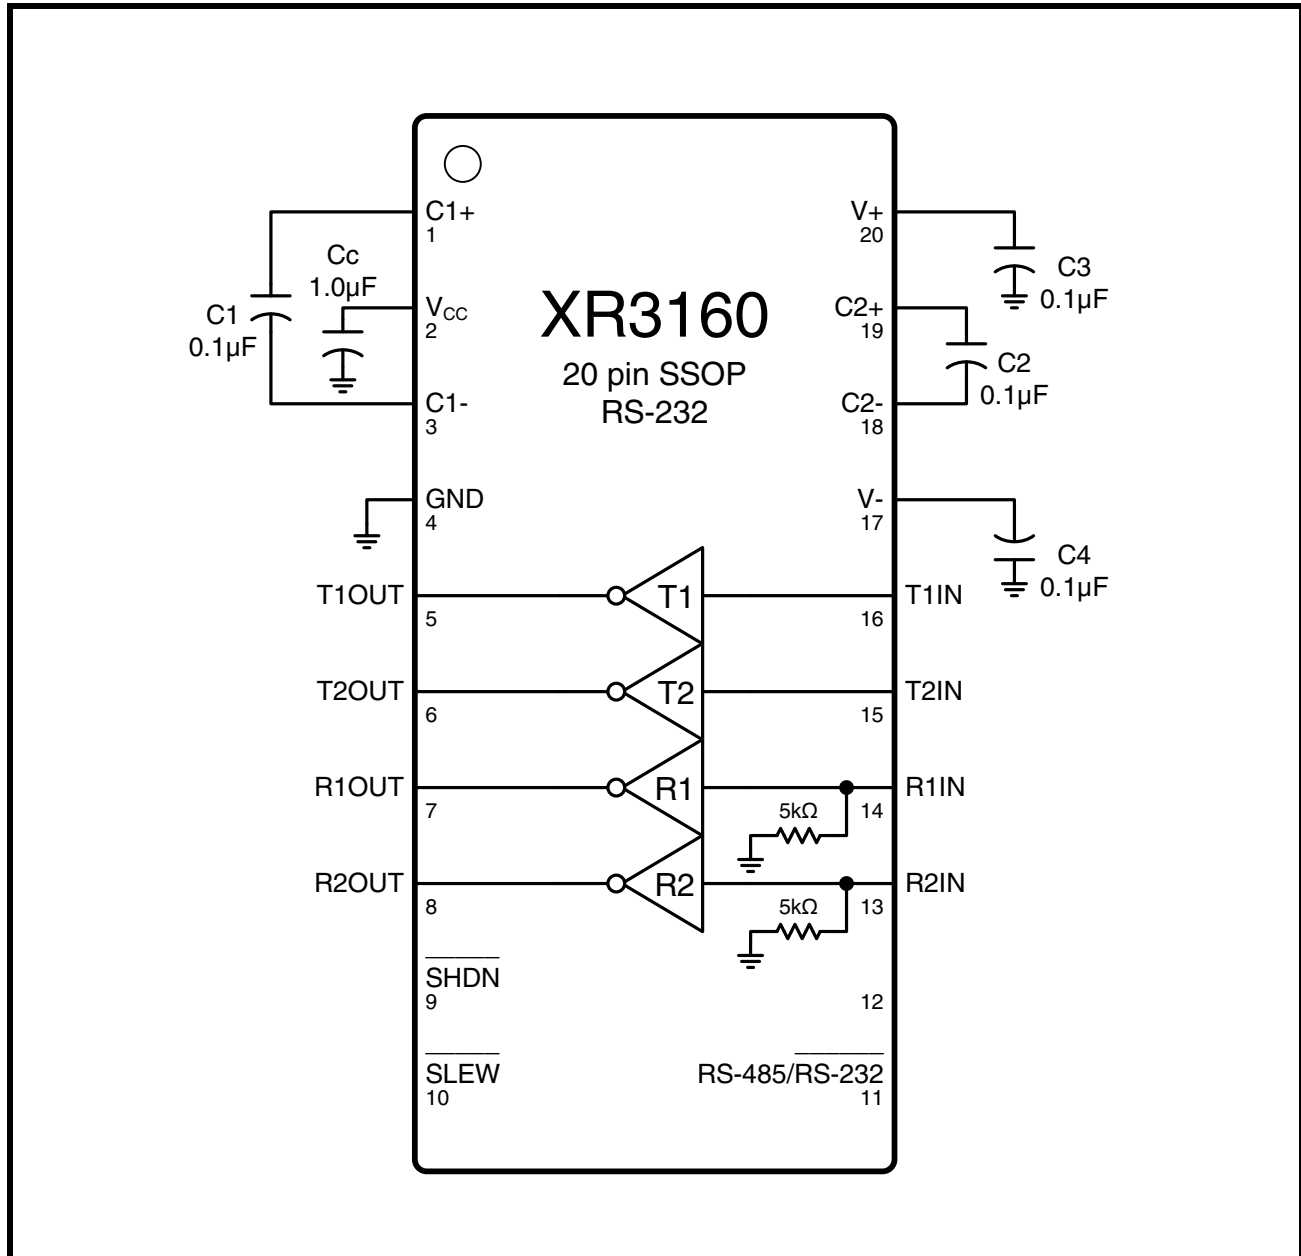 C1+
1
V+
20
Cc
1.0µF
C3
0.1µF
C1
0.1µF
VCC
2
XR3160
20 pin SSOP
RS-232
C2+
19
C2
0.1µF
C1-
3
C2-
18
GND
4
V-
17
C4
0.1µF
T1OUT
5
T1
16
T1IN
T2OUT
6
T2
15
T2IN
R1OUT
7
R1
5kΩ
14
R1IN
R2OUT
8
R2
5kΩ
13
R2IN
SHDN
9
12
SLEW
10
RS-485/RS-232
11